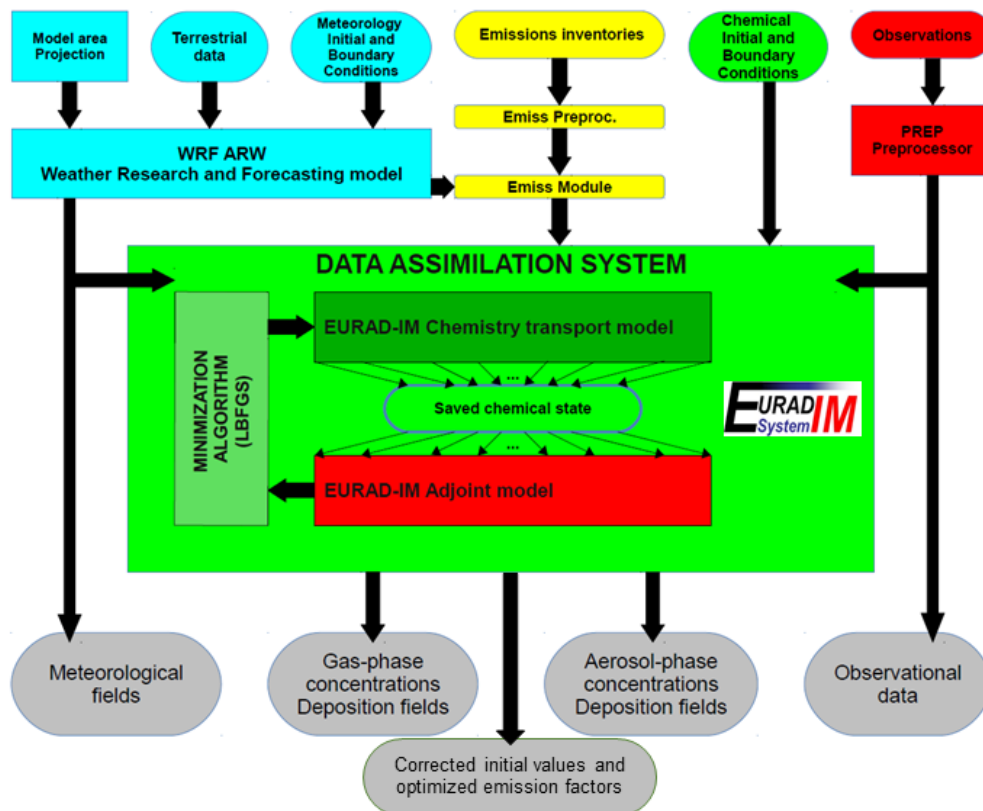 Model area
Projection
Terrestrial
data
Meteorology
Initial and
Boundary
Conditions
Emissions inventories
Chemical
Initial and
Boundary
Conditions
Observations
Emiss Preproc.
PREP
Preprocessor
WRF ARW
Weather Research and Forecasting model
Emiss Module
DATA ASSIMILATION SYSTEM
MINIMIZATION
ALGORITHM
(LBFGS)
EURAD-IM Chemistry transport model
...
Saved chemical state
...
EURAD-IM Adjoint model
EURAD IM
System
Meteorological
fields
Gas-phase
concentrations
Deposition fields
Aerosol-phase
concentrations
Deposition fields
Observational
data
Corrected initial values and
optimized emission factors